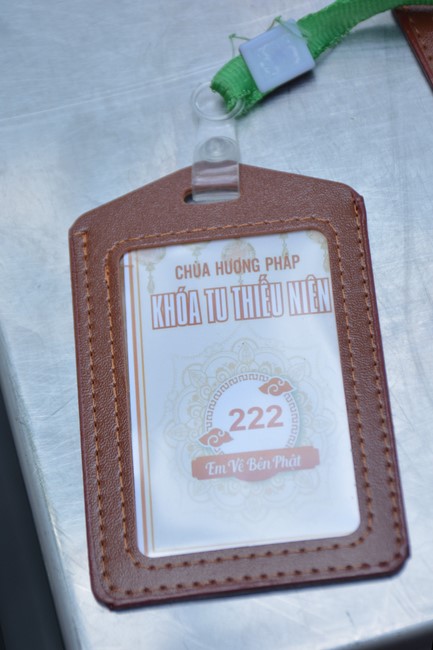 CHÙA HƯƠNG PHÁP
KHÓA TU THIẾU NIÊN
222
Em Về Bên Phật